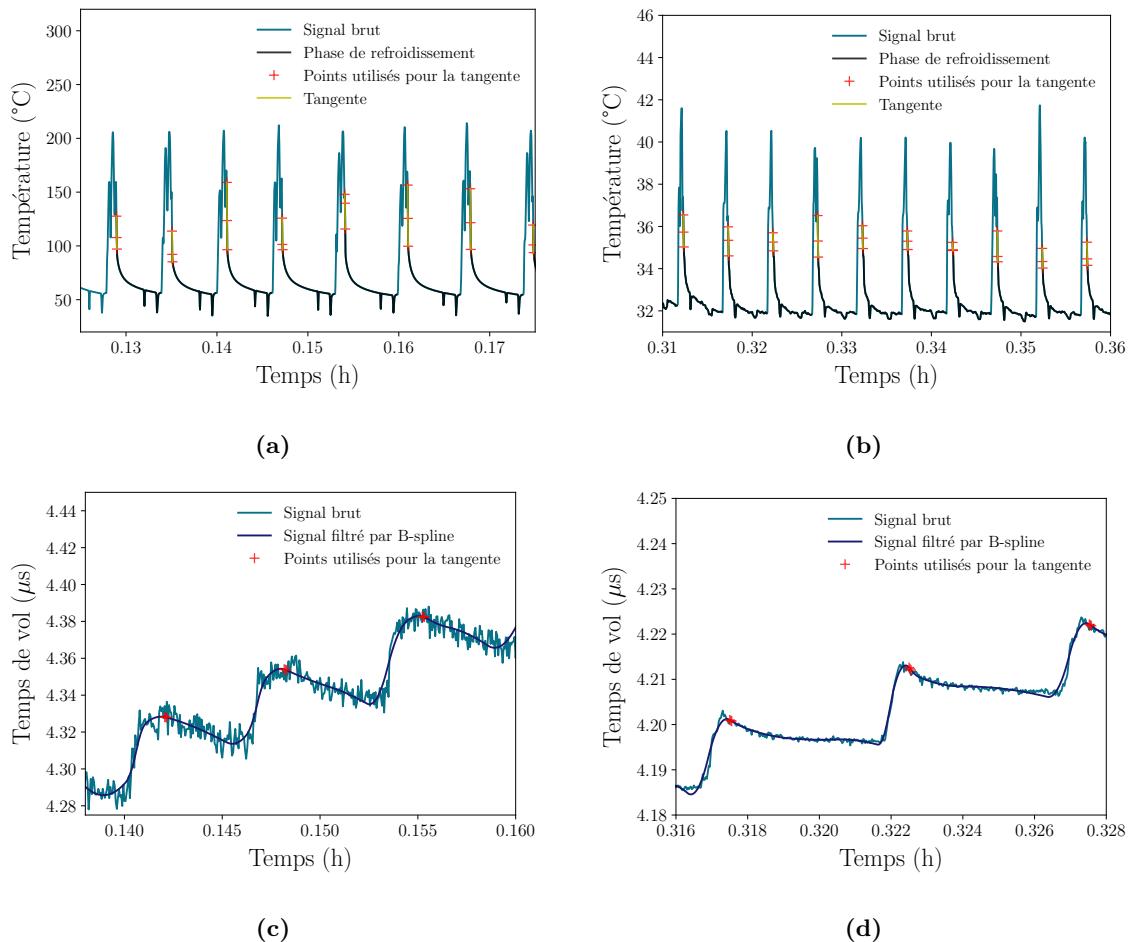 300
250
200
150
100
50
Température (°C)
Signal brut
Phase de refroidissement
Points utilisés pour la tangente
Tangente
0.13
0.14
0.15
0.16
0.17
Temps (h)
(a)
46
44
42
40
38
36
34
32
Température (°C)
Signal brut
Phase de refroidissement
Points utilisés pour la tangente
Tangente
0.31
0.32
0.33
0.34
0.35
0.36
Temps (h)
(b)
4.44
4.42
4.40
4.38
4.36
4.34
4.32
4.30
4.28
Temps de vol (μs)
Signal brut
Signal filtré par B-spline
Points utilisés pour la tangente
0.140
0.145
0.150
0.155
0.160
Temps (h)
(c)
4.25
4.24
4.23
4.22
4.21
4.20
4.19
4.18
Temps de vol (μs)
Signal brut
Signal filtré par B-spline
Points utilisés pour la tangente
0.316
0.318
0.320
0.322
0.324
0.326
0.328
Temps (h)
(d)